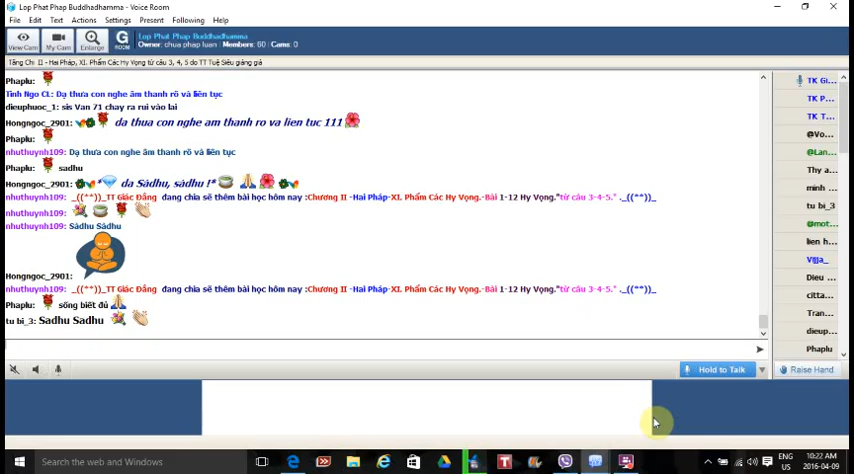 Lop Phat Phap Buddhadhamma - Voice Room
File Edit Text Actions Settings Present Following Help
View Cam My Cam Enlarge G ROOM
Lop Phat Phap Buddhadhamma
Owner: chua phap luan | Members: 60 | Cams: 0
Tăng Chi II - Hai Pháp, XI. Phẩm Các Hy Vọng từ câu 3, 4, 5 do TT Tuệ Siêu giảng giả
Phaplu:
Tinh Ngo CL: Dạ thưa con nghe âm thanh rõ và liên tục
dieuphuoc_1: sis Van 71 chay ra rui vào lai
Hongngoc_2901: da thua con nghe am thanh ro va lien tuc 111
Phaplu:
nhuthuynh109: Dạ thưa con nghe âm thanh rõ và liên tục
Phaplu: sadhu
Hongngoc_2901: * da Sàdhu, sàdhu !*
nhuthuynh109: _((**))_TT Giác Đẳng đang chia sẽ thêm bài học hôm nay :Chương II -Hai Pháp-XI. Phẩm Các Hy Vọng.-Bài 1-12 Hy Vọng."từ câu 3-4-5." ._((**))_
nhuthuynh109:
nhuthuynh109: Sàdhu Sàdhu
Hongngoc_2901:
nhuthuynh109: _((**))_TT Giác Đẳng đang chia sẽ thêm bài học hôm nay :Chương II -Hai Pháp-XI. Phẩm Các Hy Vọng.-Bài 1-12 Hy Vọng."từ câu 3-4-5." ._((**))_
Phaplu: sống biết đủ
tu bi_3: Sadhu Sadhu
TK Gi...
TK P...
TK T...
@Vo...
@Lan...
Thy a...
minh ...
tu bi_3
@mot...
lien h...
Vijja_
Dieu ...
citta...
Tran...
dieup...
Phaplu
Hold to Talk
Raise Hand
Search the web and Windows
ENG
US
10:22 AM
2016-04-09